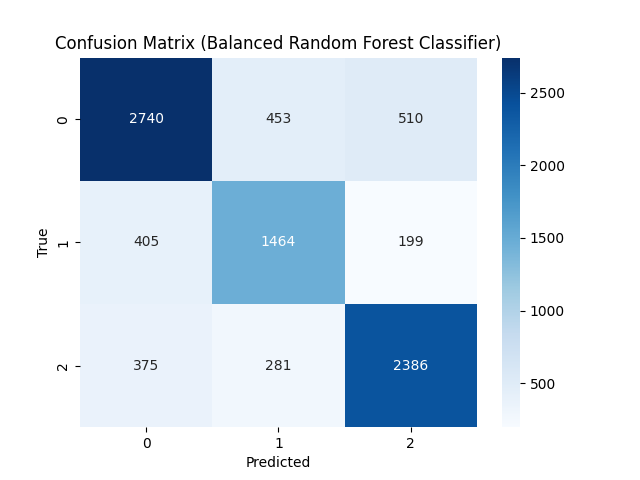 Confusion Matrix (Balanced Random Forest Classifier)
0
2740 453 510
1
405 1464 199
2
375 281 2386
True
0 1 2
Predicted
2500
2000
1500
1000
500